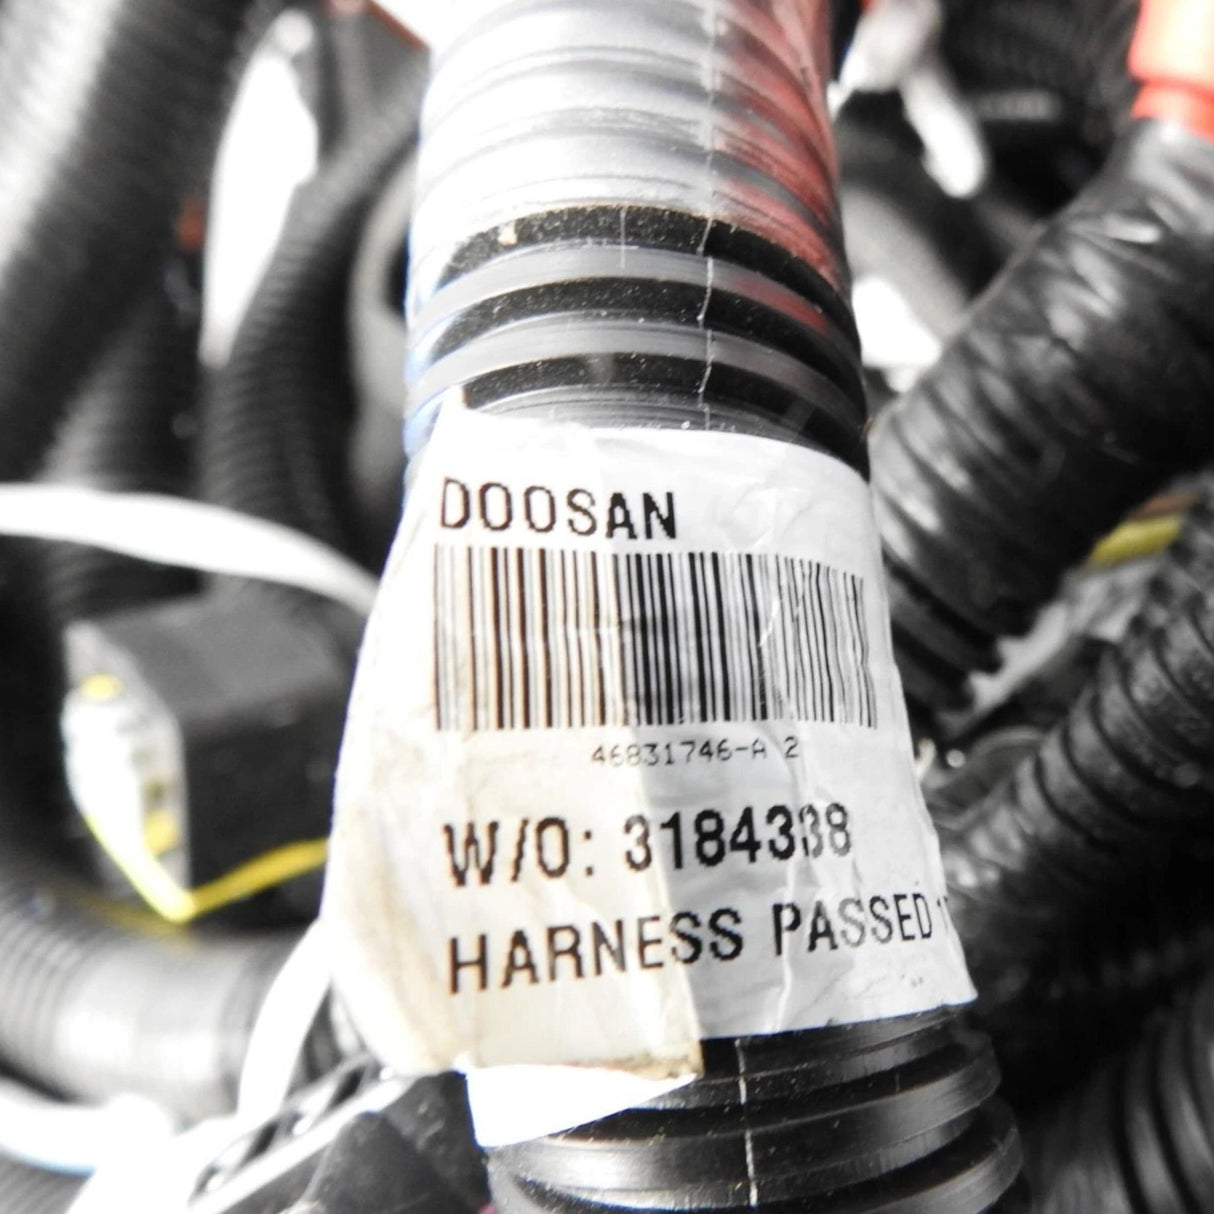 DOOSAN
46831746-A 2
W/O: 3184338
HARNESS PASSED